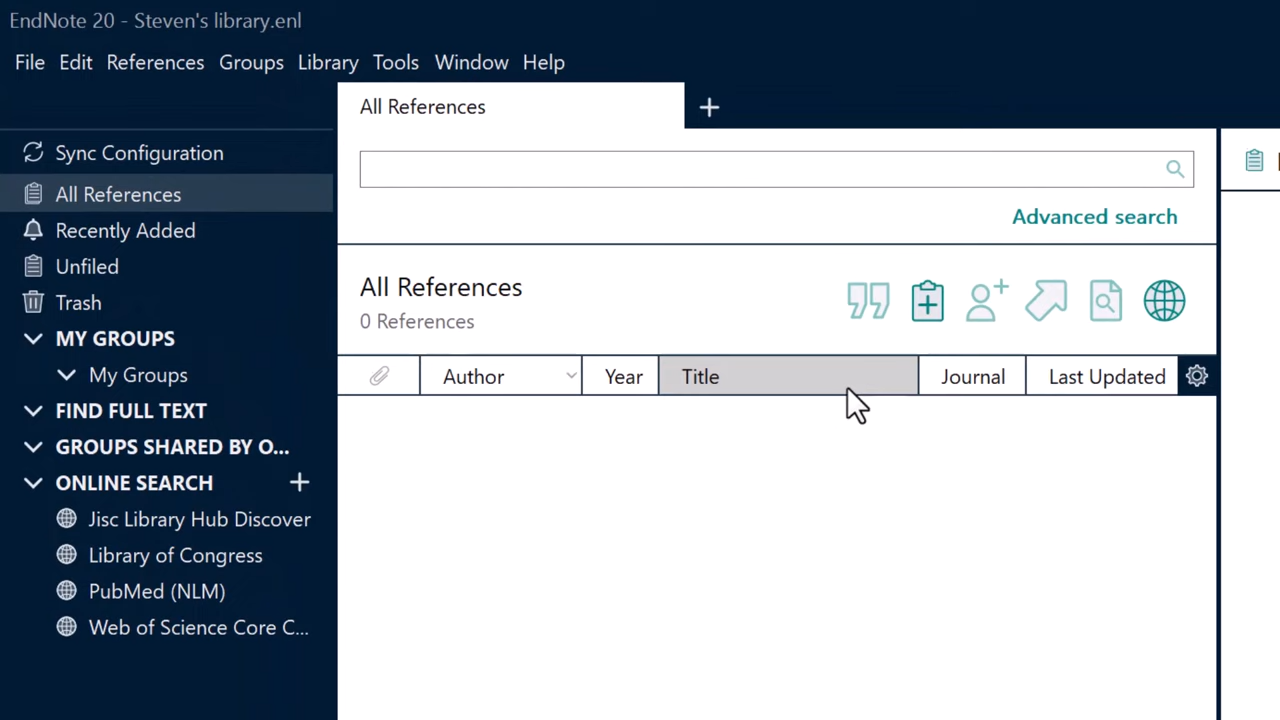 EndNote 20 - Steven's library.enl
File Edit References Groups Library Tools Window Help
All References
Sync Configuration
All References
Recently Added
Unfiled
Trash
MY GROUPS
My Groups
FIND FULL TEXT
GROUPS SHARED BY O...
ONLINE SEARCH
Jisc Library Hub Discover
Library of Congress
PubMed (NLM)
Web of Science Core C...
Advanced search
All References
0 References
Author Year Title Journal Last Updated